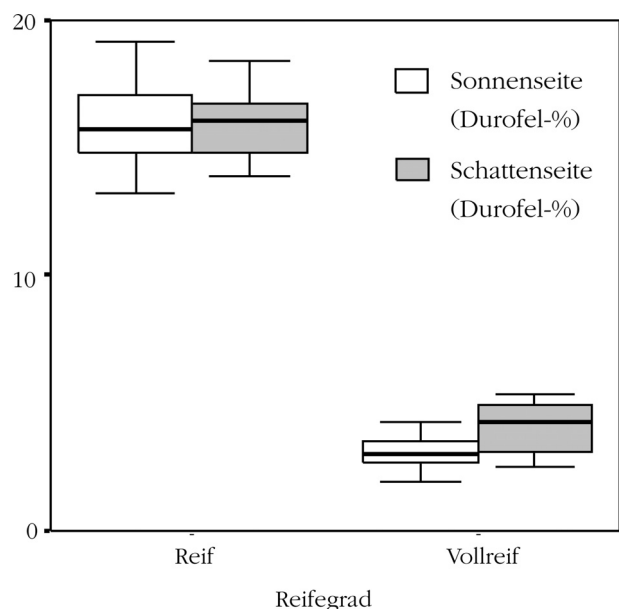 20
Sonnenseite
(Durofel-%)
Schattenseite
(Durofel-%)
10
0
Reif
Vollreif
Reifegrad